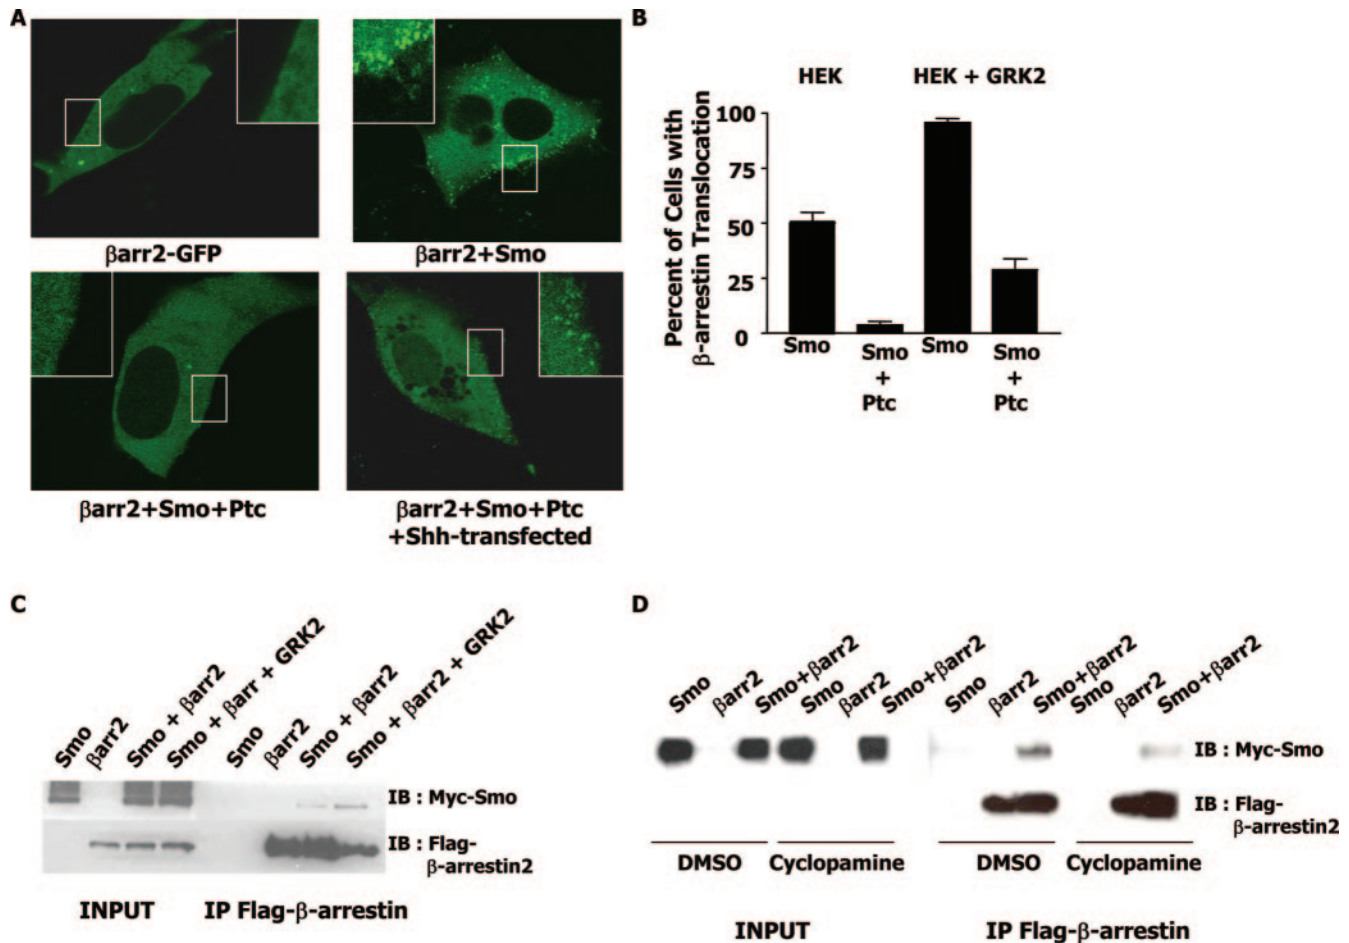 A
βarr2-GFP
βarr2+Smo
βarr2+Smo+Ptc
βarr2+Smo+Ptc
+Shh-transfected
B
HEK
HEK + GRK2
Percent of Cells with
β-arrestin Translocation
100
75
50
25
0
Smo
Smo
+
Ptc
Smo
Smo
+
Ptc
C
Smo
βarr2
Smo + βarr2
Smo + βarr + GRK2
Smo
βarr2
Smo + βarr2
Smo + βarr2 + GRK2
IB : Myc-Smo
IB : Flag-
β-arrestin2
INPUT
IP Flag-β-arrestin
D
Smo
βarr2
Smo+βarr2
Smo
βarr2
Smo+βarr2
Smo
βarr2
Smo+βarr2
Smo
βarr2
Smo+βarr2
IB : Myc-Smo
IB : Flag-
β-arrestin2
DMSO
Cyclopamine
DMSO
Cyclopamine
INPUT
IP Flag-β-arrestin